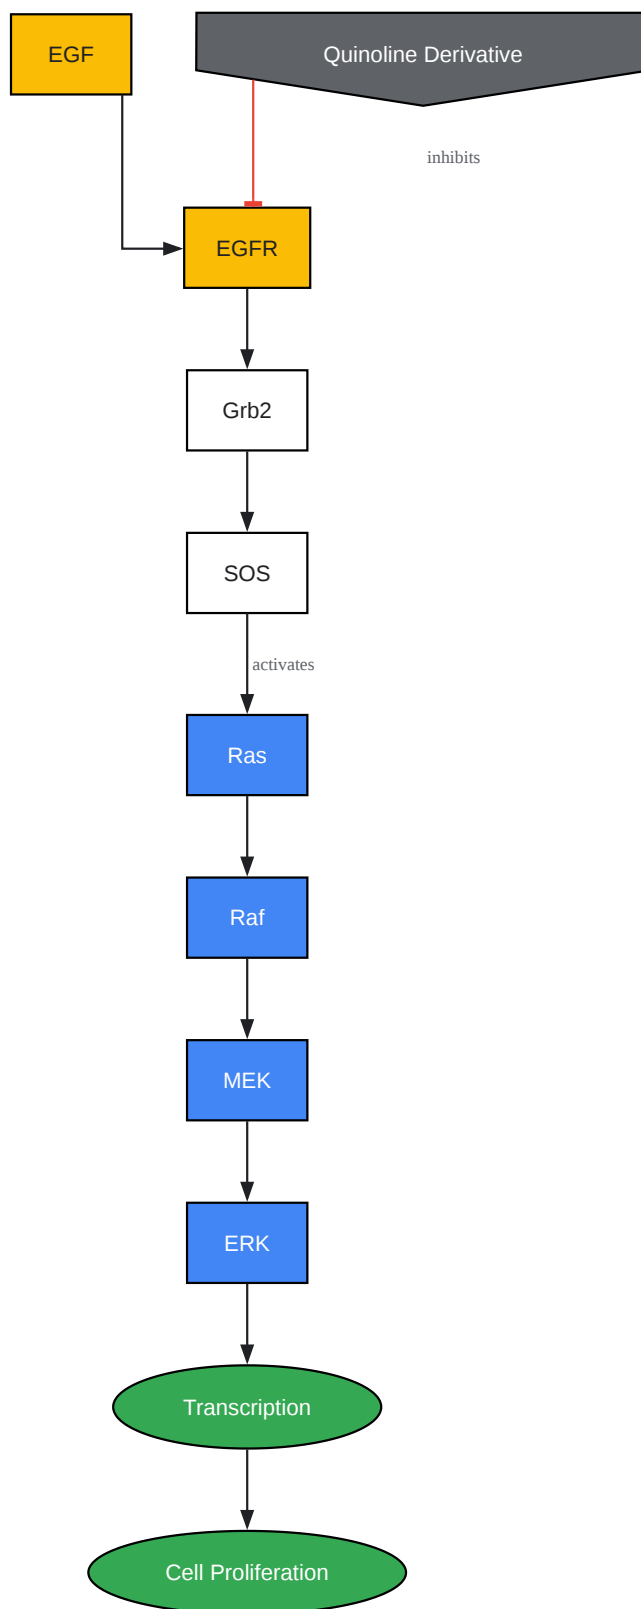 EGF
Quinoline Derivative
inhibits
EGFR
Grb2
SOS
activates
Ras
Raf
MEK
ERK
Transcription
Cell Proliferation